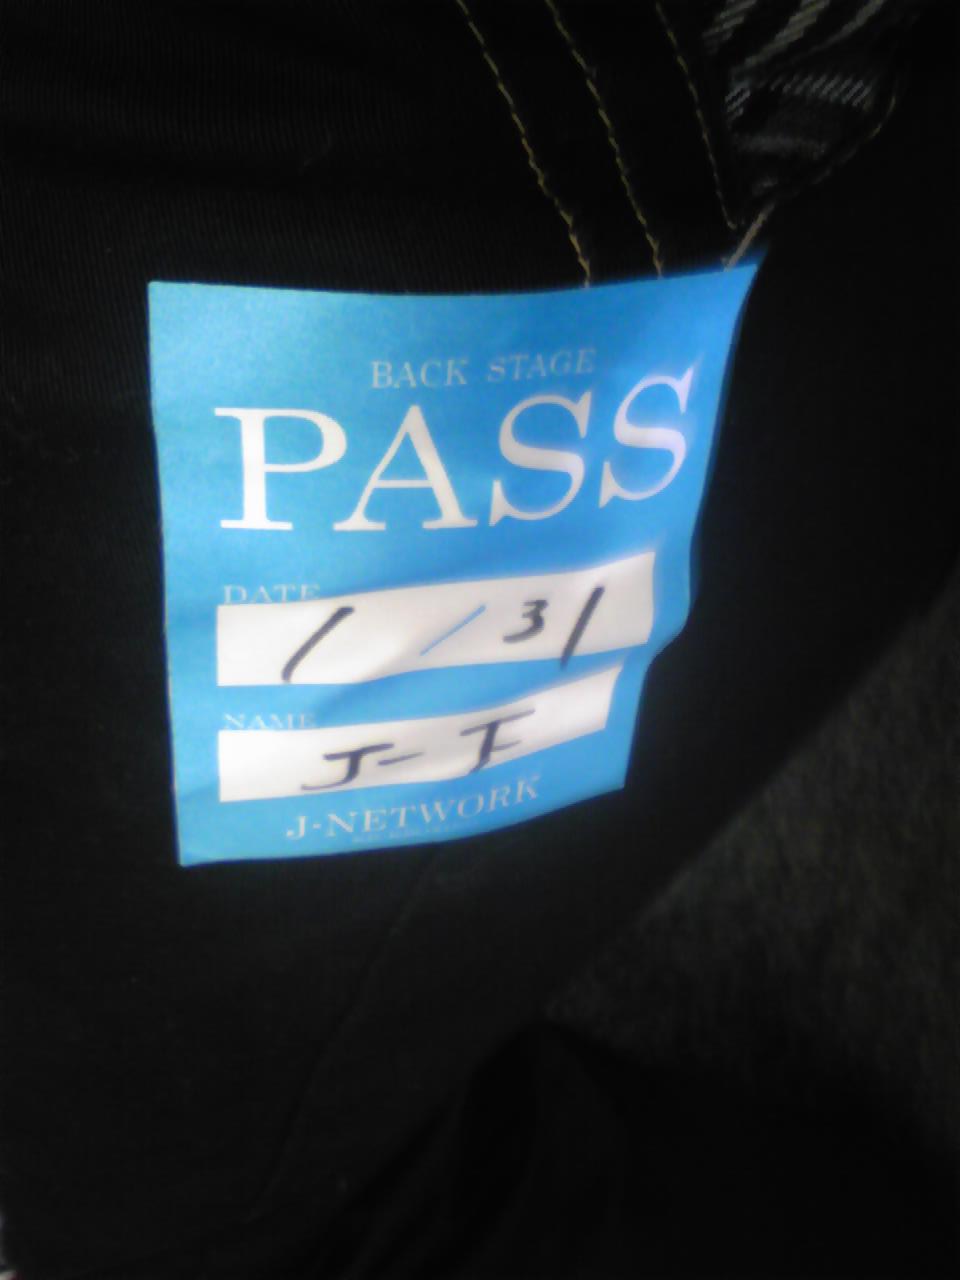 BACK STAGE
PASS
DATE
1 / 31
NAME
J-I
J-NETWORK